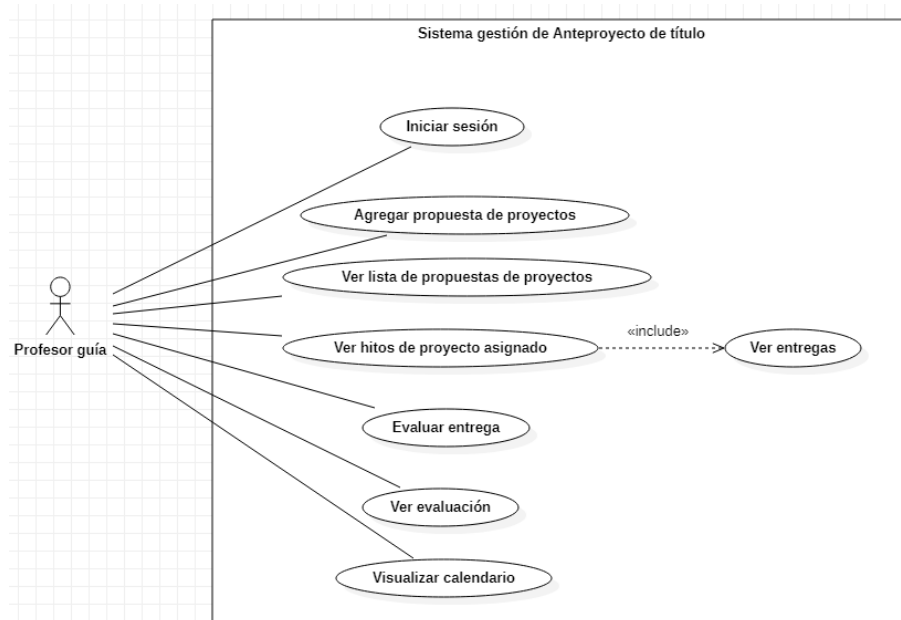 Sistema gestión de Anteproyecto de título
Iniciar sesión
Agregar propuesta de proyectos
Ver lista de propuestas de proyectos
Profesor guía
Ver hitos de proyecto asignado
«include»
Ver entregas
Evaluar entrega
Ver evaluación
Visualizar calendario